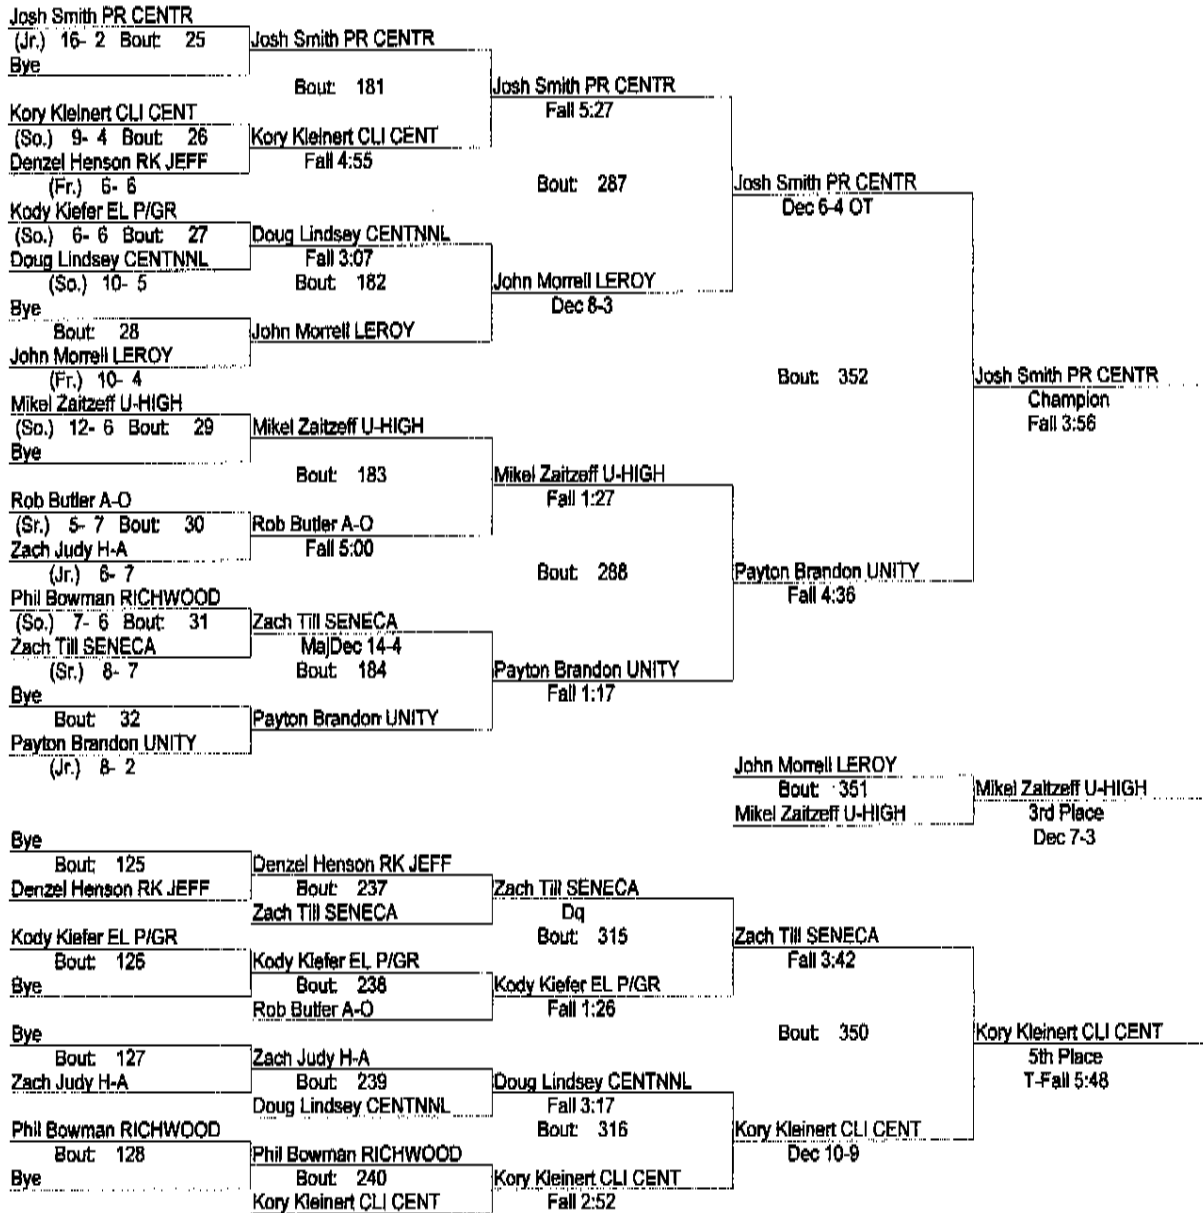 Josh Smith PR CENTR
(Jr.) 16- 2 Bout: 25
Bye
Josh Smith PR CENTR
Bout: 181
Kory Kleinert CLI CENT
(So.) 9- 4 Bout: 26
Denzel Henson RK JEFF
(Fr.) 6- 6
Kory Kleinert CLI CENT
Fall 4:55
Josh Smith PR CENTR
Fall 5:27
Bout: 287
Kody Kiefer EL P/GR
(So.) 6- 6 Bout: 27
Doug Lindsey CENTNNL
(So.) 10- 5
Doug Lindsey CENTNNL
Fall 3:07
Bout: 182
Bye
Bout: 28
John Morrell LEROY
(Fr.) 10- 4
John Morrell LEROY
John Morrell LEROY
Dec 8-3
Josh Smith PR CENTR
Dec 6-4 OT
Bout: 352
Mikel Zaitzeff U-HIGH
(So.) 12- 6 Bout: 29
Bye
Mikel Zaitzeff U-HIGH
Bout: 183
Rob Butler A-O
(Sr.) 5- 7 Bout: 30
Zach Judy H-A
(Jr.) 6- 7
Rob Butler A-O
Fall 5:00
Mikel Zaitzeff U-HIGH
Fall 1:27
Bout: 288
Phil Bowman RICHWOOD
(So.) 7- 6 Bout: 31
Zach Till SENECA
(Sr.) 8- 7
Zach Till SENECA
MajDec 14-4
Bout: 184
Bye
Bout: 32
Payton Brandon UNITY
(Jr.) 8- 2
Payton Brandon UNITY
Payton Brandon UNITY
Fall 1:17
Payton Brandon UNITY
Fall 4:36
Josh Smith PR CENTR
Champion
Fall 3:56
John Morrell LEROY
Bout: 351
Mikel Zaitzeff U-HIGH
Mikel Zaitzeff U-HIGH
3rd Place
Dec 7-3
Bye
Bout: 125
Denzel Henson RK JEFF
Denzel Henson RK JEFF
Bout: 237
Zach Till SENECA
Zach Till SENECA
Dq
Bout: 315
Kody Kiefer EL P/GR
Bout: 126
Bye
Kody Kiefer EL P/GR
Bout: 238
Rob Butler A-O
Kody Kiefer EL P/GR
Fall 1:26
Zach Till SENECA
Fall 3:42
Bout: 350
Bye
Bout: 127
Zach Judy H-A
Zach Judy H-A
Bout: 239
Doug Lindsey CENTNNL
Doug Lindsey CENTNNL
Fall 3:17
Bout: 316
Phil Bowman RICHWOOD
Bout: 128
Bye
Phil Bowman RICHWOOD
Bout: 240
Kory Kleinert CLI CENT
Kory Kleinert CLI CENT
Fall 2:52
Kory Kleinert CLI CENT
Dec 10-9
Kory Kleinert CLI CENT
5th Place
T-Fall 5:48